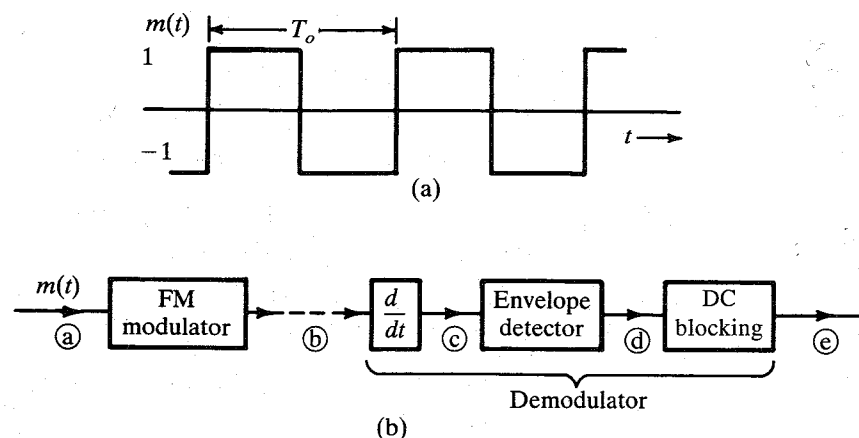 m(t)
T_o
1
-1
t
(a)
m(t)
FM
modulator
d
dt
Envelope
detector
DC
blocking
a
b
c
d
e
Demodulator
(b)